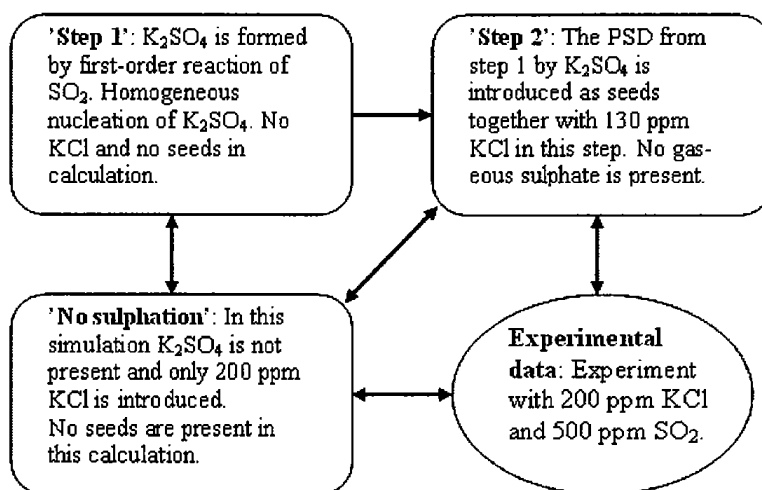 'Step 1': K₂SO₄ is formed
by first-order reaction of
SO₂. Homogeneous
nucleation of K₂SO₄. No
KCl and no seeds in
calculation.
'Step 2': The PSD from
step 1 by K₂SO₄ is
introduced as seeds
together with 130 ppm
KCl in this step. No gas-
eous sulphate is present.
'No sulphation': In this
simulation K₂SO₄ is not
present and only 200 ppm
KCl is introduced.
No seeds are present in
this calculation.
Experimental
data: Experiment
with 200 ppm KCl
and 500 ppm SO₂.